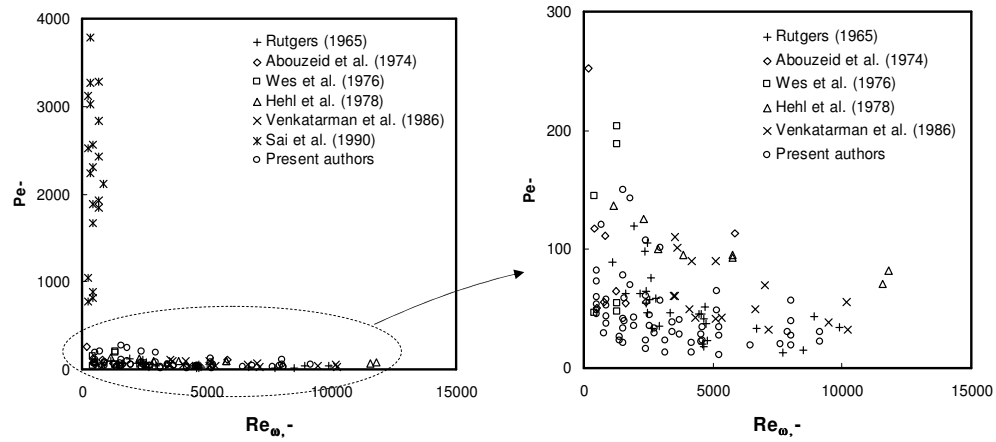 4000
3000
2000
1000
0
0
5000
10000
15000
Pe-
Reω,-
Rutgers (1965)
Abouzeid et al. (1974)
Wes et al. (1976)
Hehl et al. (1978)
Venkatarman et al. (1986)
Sai et al. (1990)
Present authors
300
200
100
0
0
5000
10000
15000
Pe-
Reω,-
Rutgers (1965)
Abouzeid et al. (1974)
Wes et al. (1976)
Hehl et al. (1978)
Venkatarman et al. (1986)
Present authors